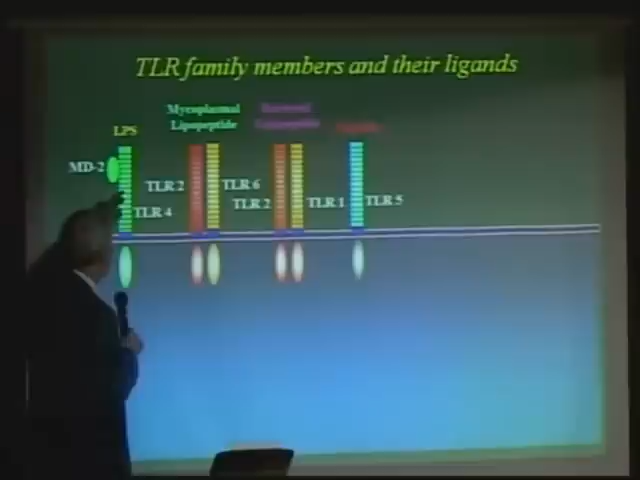 TLR family members and their ligands
Mycoplasmal
Lipopeptide
LPS
MD-2
TLR 4
TLR 2
TLR 6
TLR 2
TLR 1
TLR 5